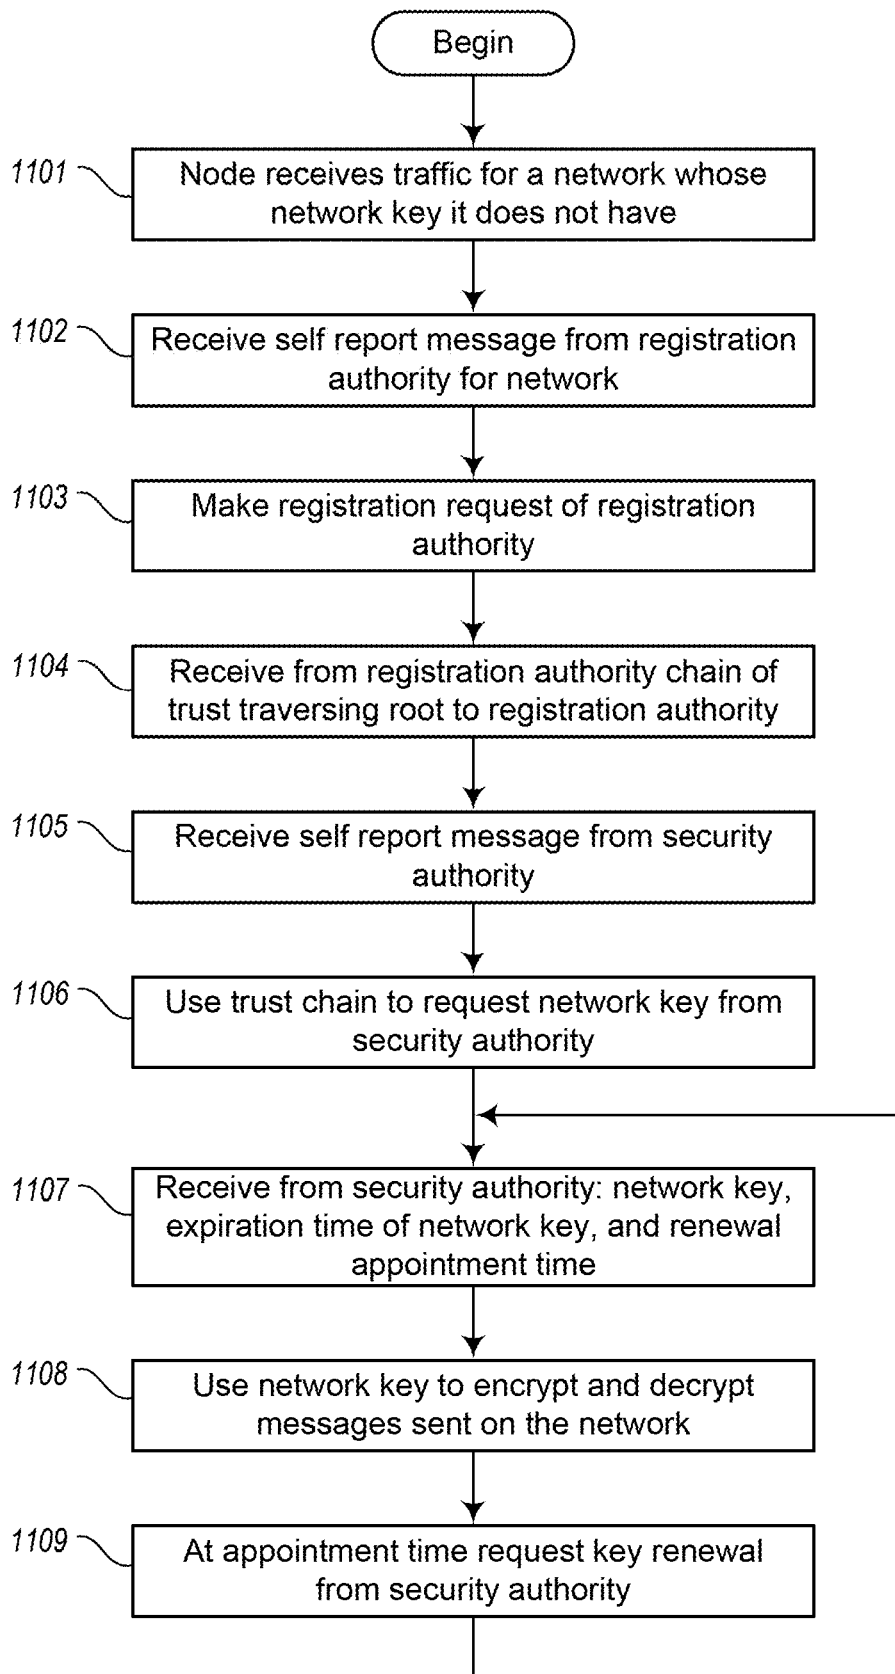 Begin
1101
Node receives traffic for a network whose
network key it does not have
1102
Receive self report message from registration
authority for network
1103
Make registration request of registration
authority
1104
Receive from registration authority chain of
trust traversing root to registration authority
1105
Receive self report message from security
authority
1106
Use trust chain to request network key from
security authority
1107
Receive from security authority: network key,
expiration time of network key, and renewal
appointment time
1108
Use network key to encrypt and decrypt
messages sent on the network
1109
At appointment time request key renewal
from security authority